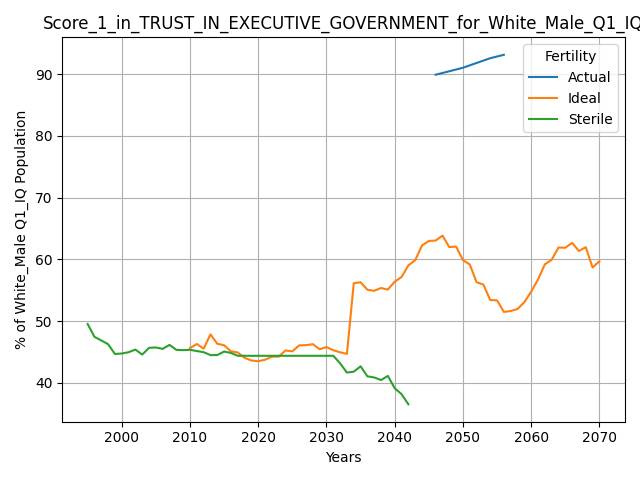 Score_1_in_TRUST_IN_EXECUTIVE_GOVERNMENT_for_White_Male_Q1_IQ
Fertility
Actual
Ideal
Sterile
% of White_Male Q1_IQ Population
90
80
70
60
50
40
2000 2010 2020 2030 2040 2050 2060 2070
Years